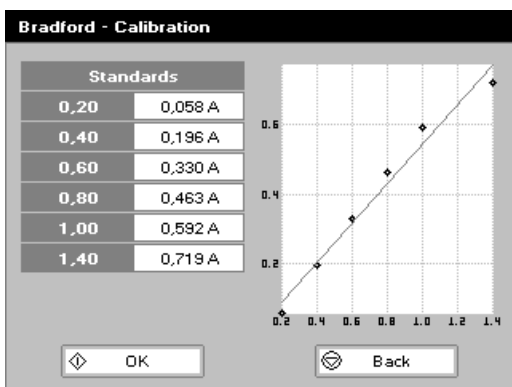 Bradford - Calibration
Standards
0,20 0,058 A
0,40 0,196 A
0,60 0,330 A
0,80 0,463 A
1,00 0,592 A
1,40 0,719 A
0.6
0.4
0.2
0.2 0.4 0.6 0.8 1.0 1.2 1.4
OK
Back